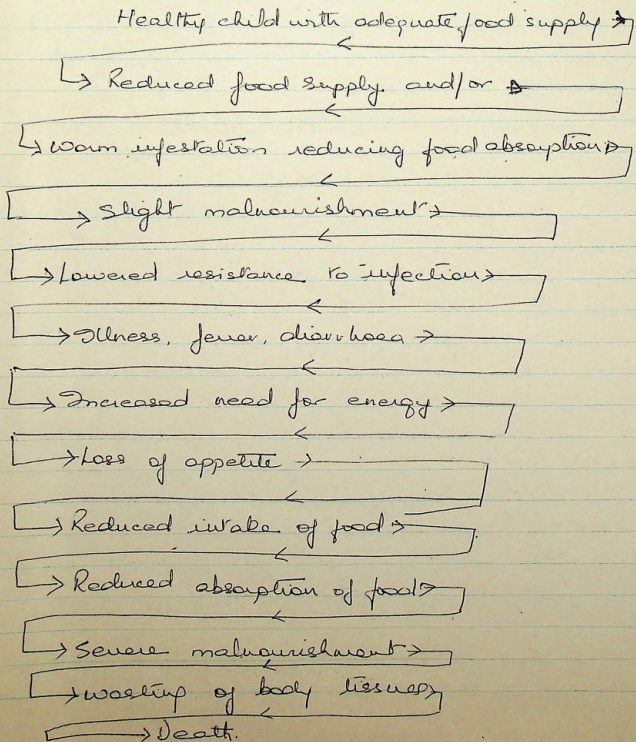 Healthy child with adequate food supply
Reduced food supply. and/or
Worm infestation reducing food absorption
Slight malnourishment
Lowered resistance to infection
Illness, fever, diarrhoea
Increased need for energy
Loss of appetite
Reduced intake of food
Reduced absorption of food
Severe malnourishment
wasting of body tissues
Death.